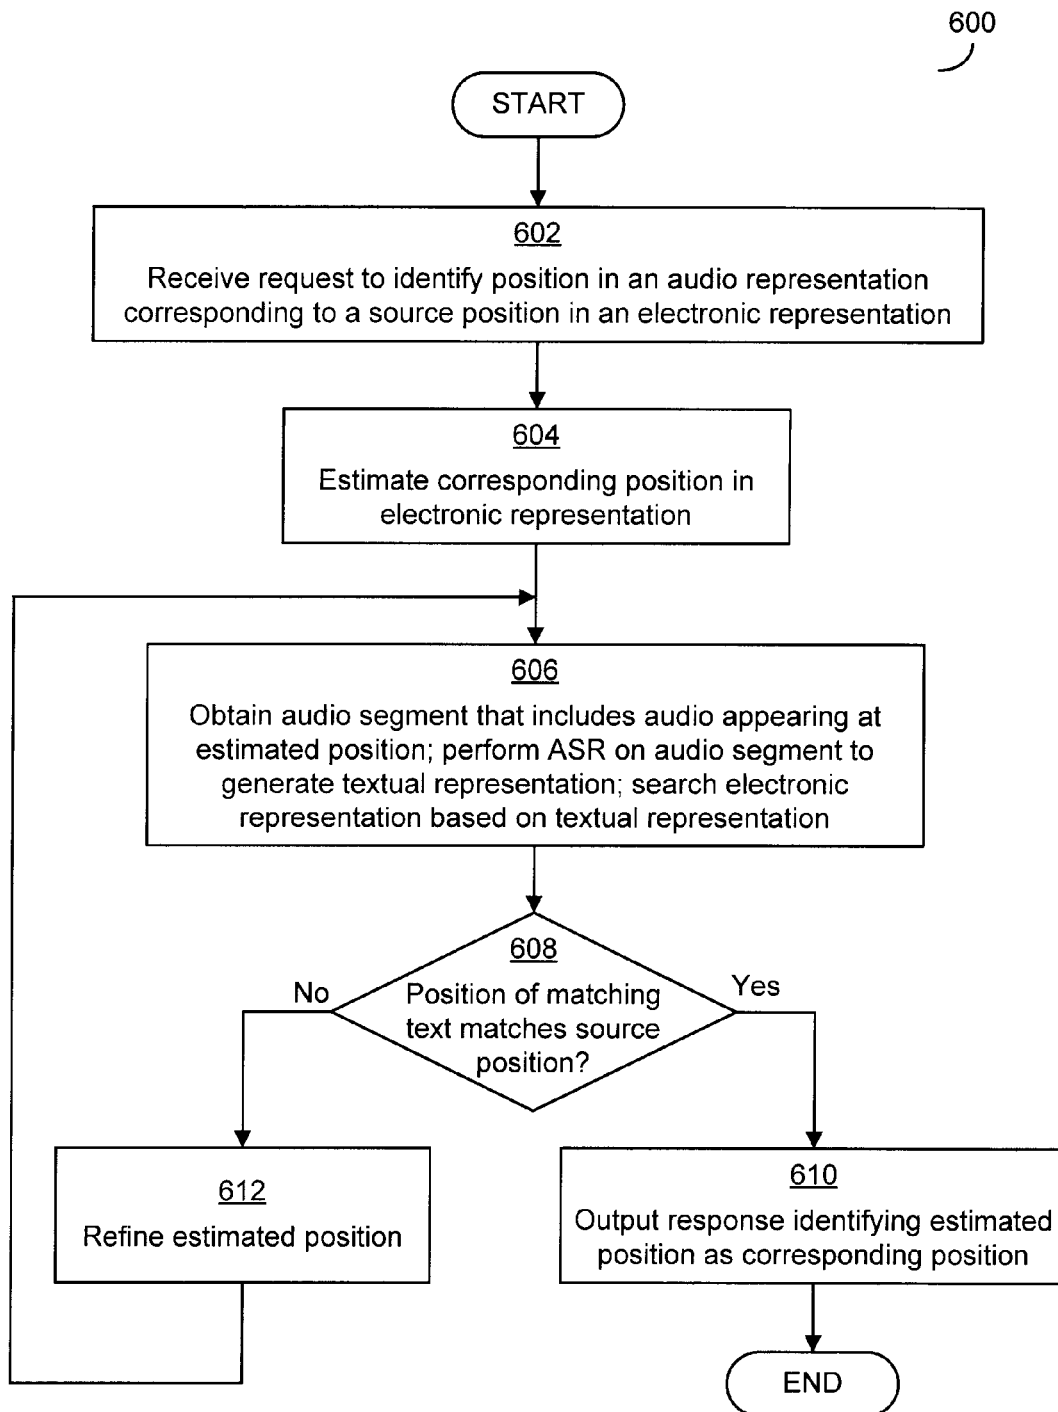 600
START
602
Receive request to identify position in an audio representation
corresponding to a source position in an electronic representation
604
Estimate corresponding position in
electronic representation
606
Obtain audio segment that includes audio appearing at
estimated position; perform ASR on audio segment to
generate textual representation; search electronic
representation based on textual representation
608
Position of matching
text matches source
position?
No
Yes
612
Refine estimated position
610
Output response identifying estimated
position as corresponding position
END